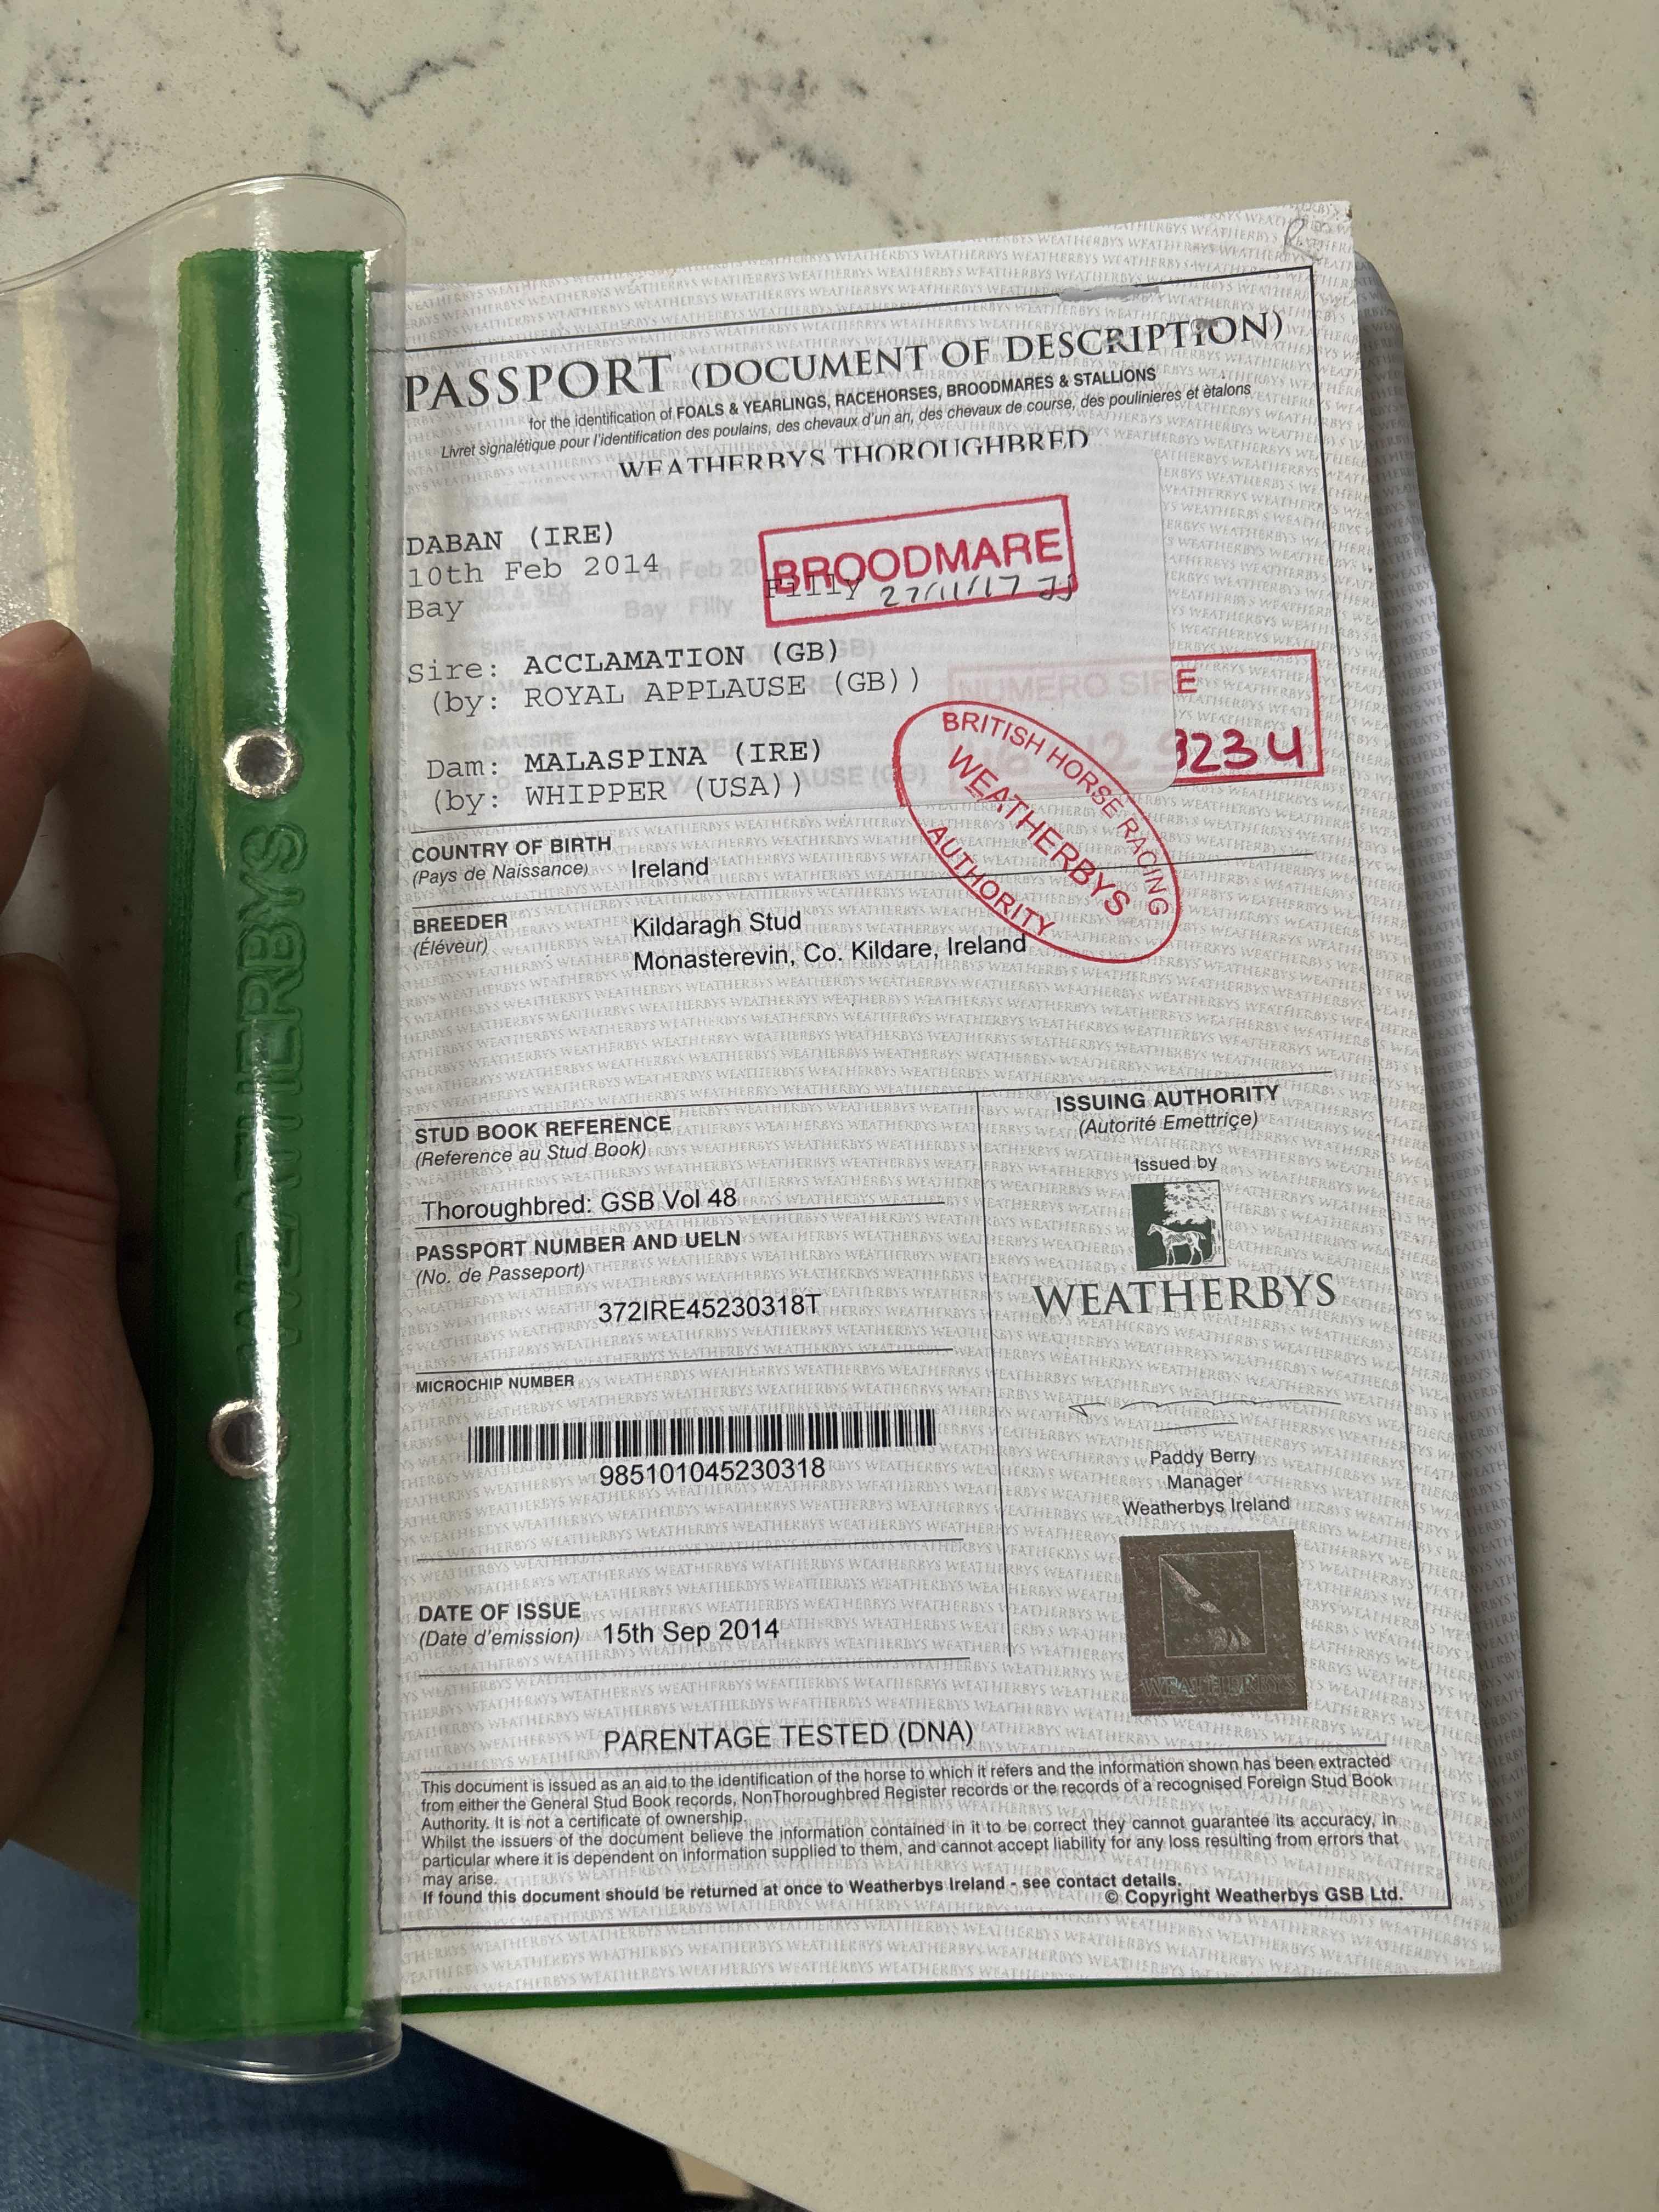 PASSPORT (DOCUMENT OF DESCRIPTION)
for the identification of FOALS & YEARLINGS, RACEHORSES, BROODMARES & STALLIONS
Livret signalétique pour l'identification des poulains, des chevaux d'un an, des chevaux de course, des poulinieres et ètalons
WEATHERBYS THOROUGHBRED
DABAN (IRE)
10th Feb 2014
Bay Filly
BROODMARE
27/11/17
Sire: ACCLAMATION (GB)
(by: ROYAL APPLAUSE (GB))
NUMERO SIRE
3234
Dam: MALASPINA (IRE)
(by: WHIPPER (USA))
BRITISH HORSE RACING
WEATHERBYS
AUTHORITY
COUNTRY OF BIRTH
(Pays de Naissance) Ireland
BREEDER
(Éléveur)
Kildaragh Stud
Monasterevin, Co. Kildare, Ireland
STUD BOOK REFERENCE
(Reference au Stud Book)
Thoroughbred: GSB Vol 48
PASSPORT NUMBER AND UELN
(No. de Passeport)
372IRE45230318T
MICROCHIP NUMBER
985101045230318
DATE OF ISSUE
(Date d'emission) 15th Sep 2014
ISSUING AUTHORITY
(Autorité Emettriçe)
Issued by
WEATHERBYS
Paddy Berry
Manager
Weatherbys Ireland
WEATHERBYS
PARENTAGE TESTED (DNA)
This document is issued as an aid to the identification of the horse to which it refers and the information shown has been extracted
from either the General Stud Book records, NonThoroughbred Register records or the records of a recognised Foreign Stud Book
Authority. It is not a certificate of ownership.
Whilst the issuers of the document believe the information contained in it to be correct they cannot guarantee its accuracy, in
particular where it is dependent on information supplied to them, and cannot accept liability for any loss resulting from errors that
may arise.
If found this document should be returned at once to Weatherbys Ireland - see contact details.
© Copyright Weatherbys GSB Ltd.
WEATHERBYS